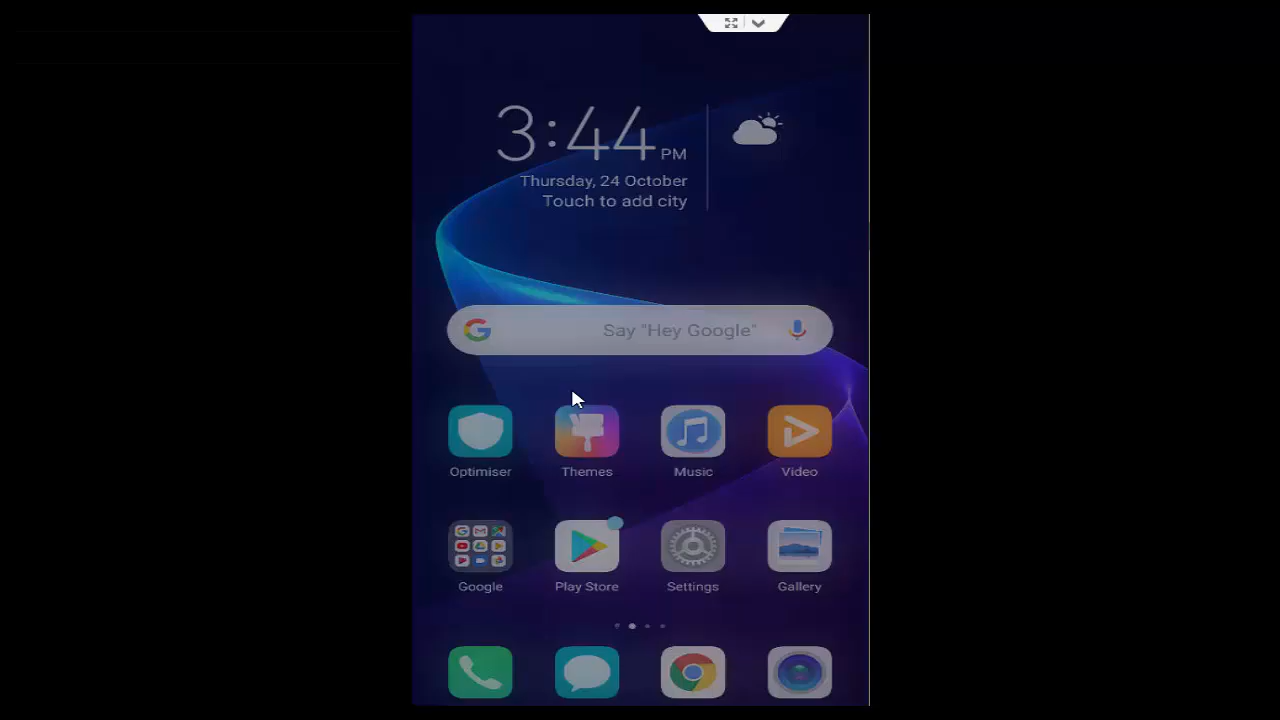 3:44 PM
Thursday, 24 October
Touch to add city
Say "Hey Google"
Optimiser
Themes
Music
Video
Google
Play Store
Settings
Gallery